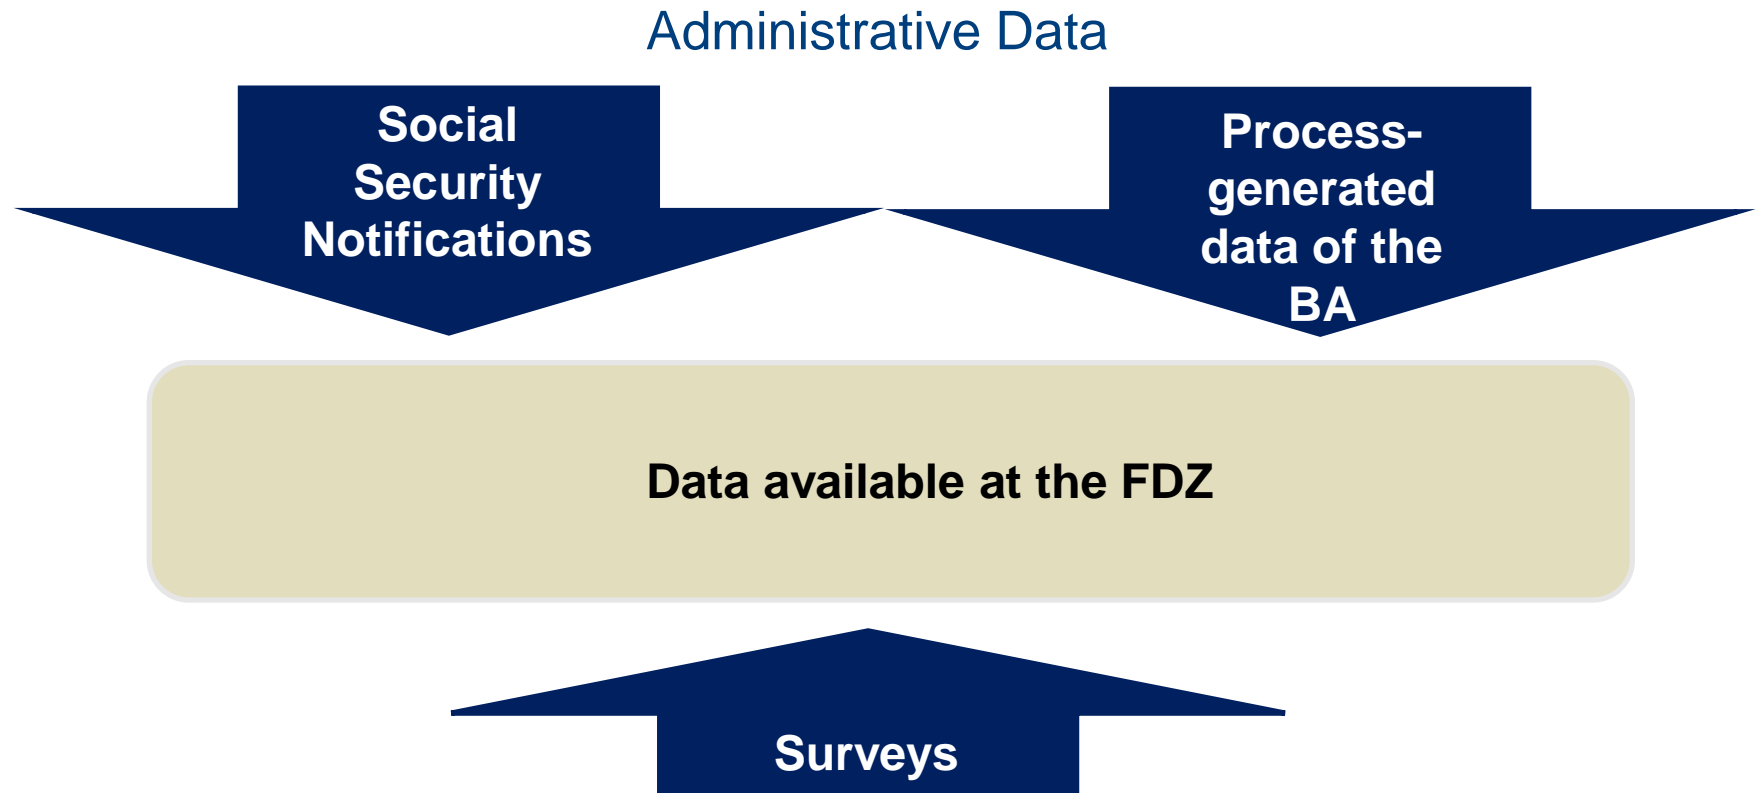 Administrative Data
Social
Security
Notifications
Process-
generated
data of the
BA
Data available at the FDZ
Surveys